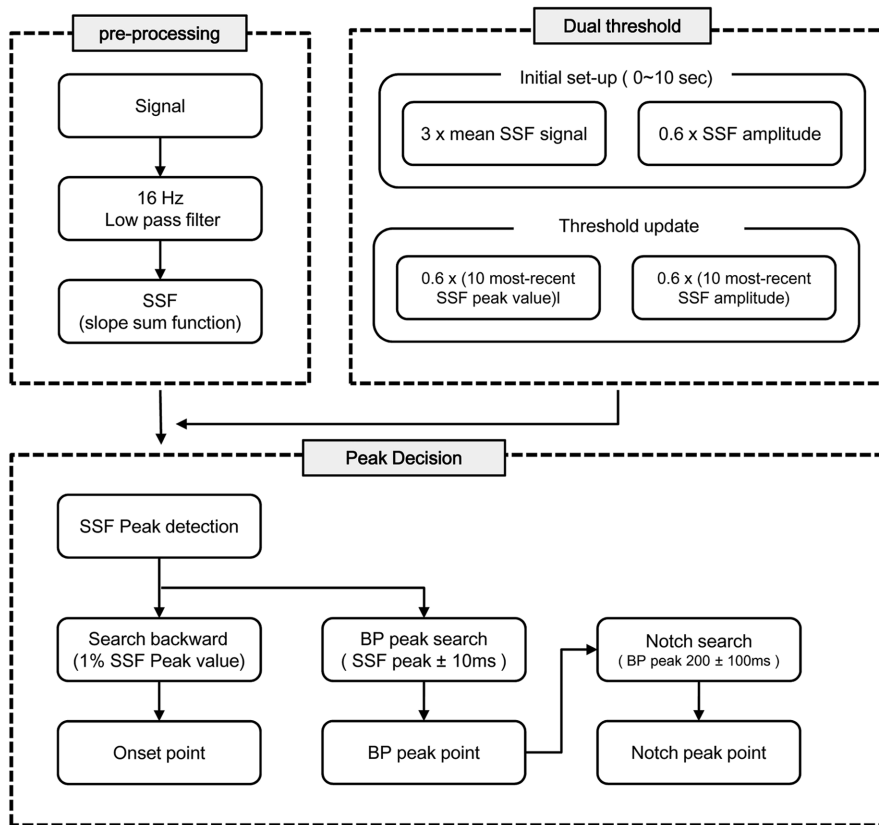 pre-processing
Signal
16 Hz
Low pass filter
SSF
(slope sum function)
Dual threshold
Initial set-up ( 0~10 sec)
3 x mean SSF signal
0.6 x SSF amplitude
Threshold update
0.6 x (10 most-recent
SSF peak value)l
0.6 x (10 most-recent
SSF amplitude)
Peak Decision
SSF Peak detection
Search backward
(1% SSF Peak value)
BP peak search
( SSF peak ± 10ms )
Notch search
( BP peak 200 ± 100ms )
Onset point
BP peak point
Notch peak point